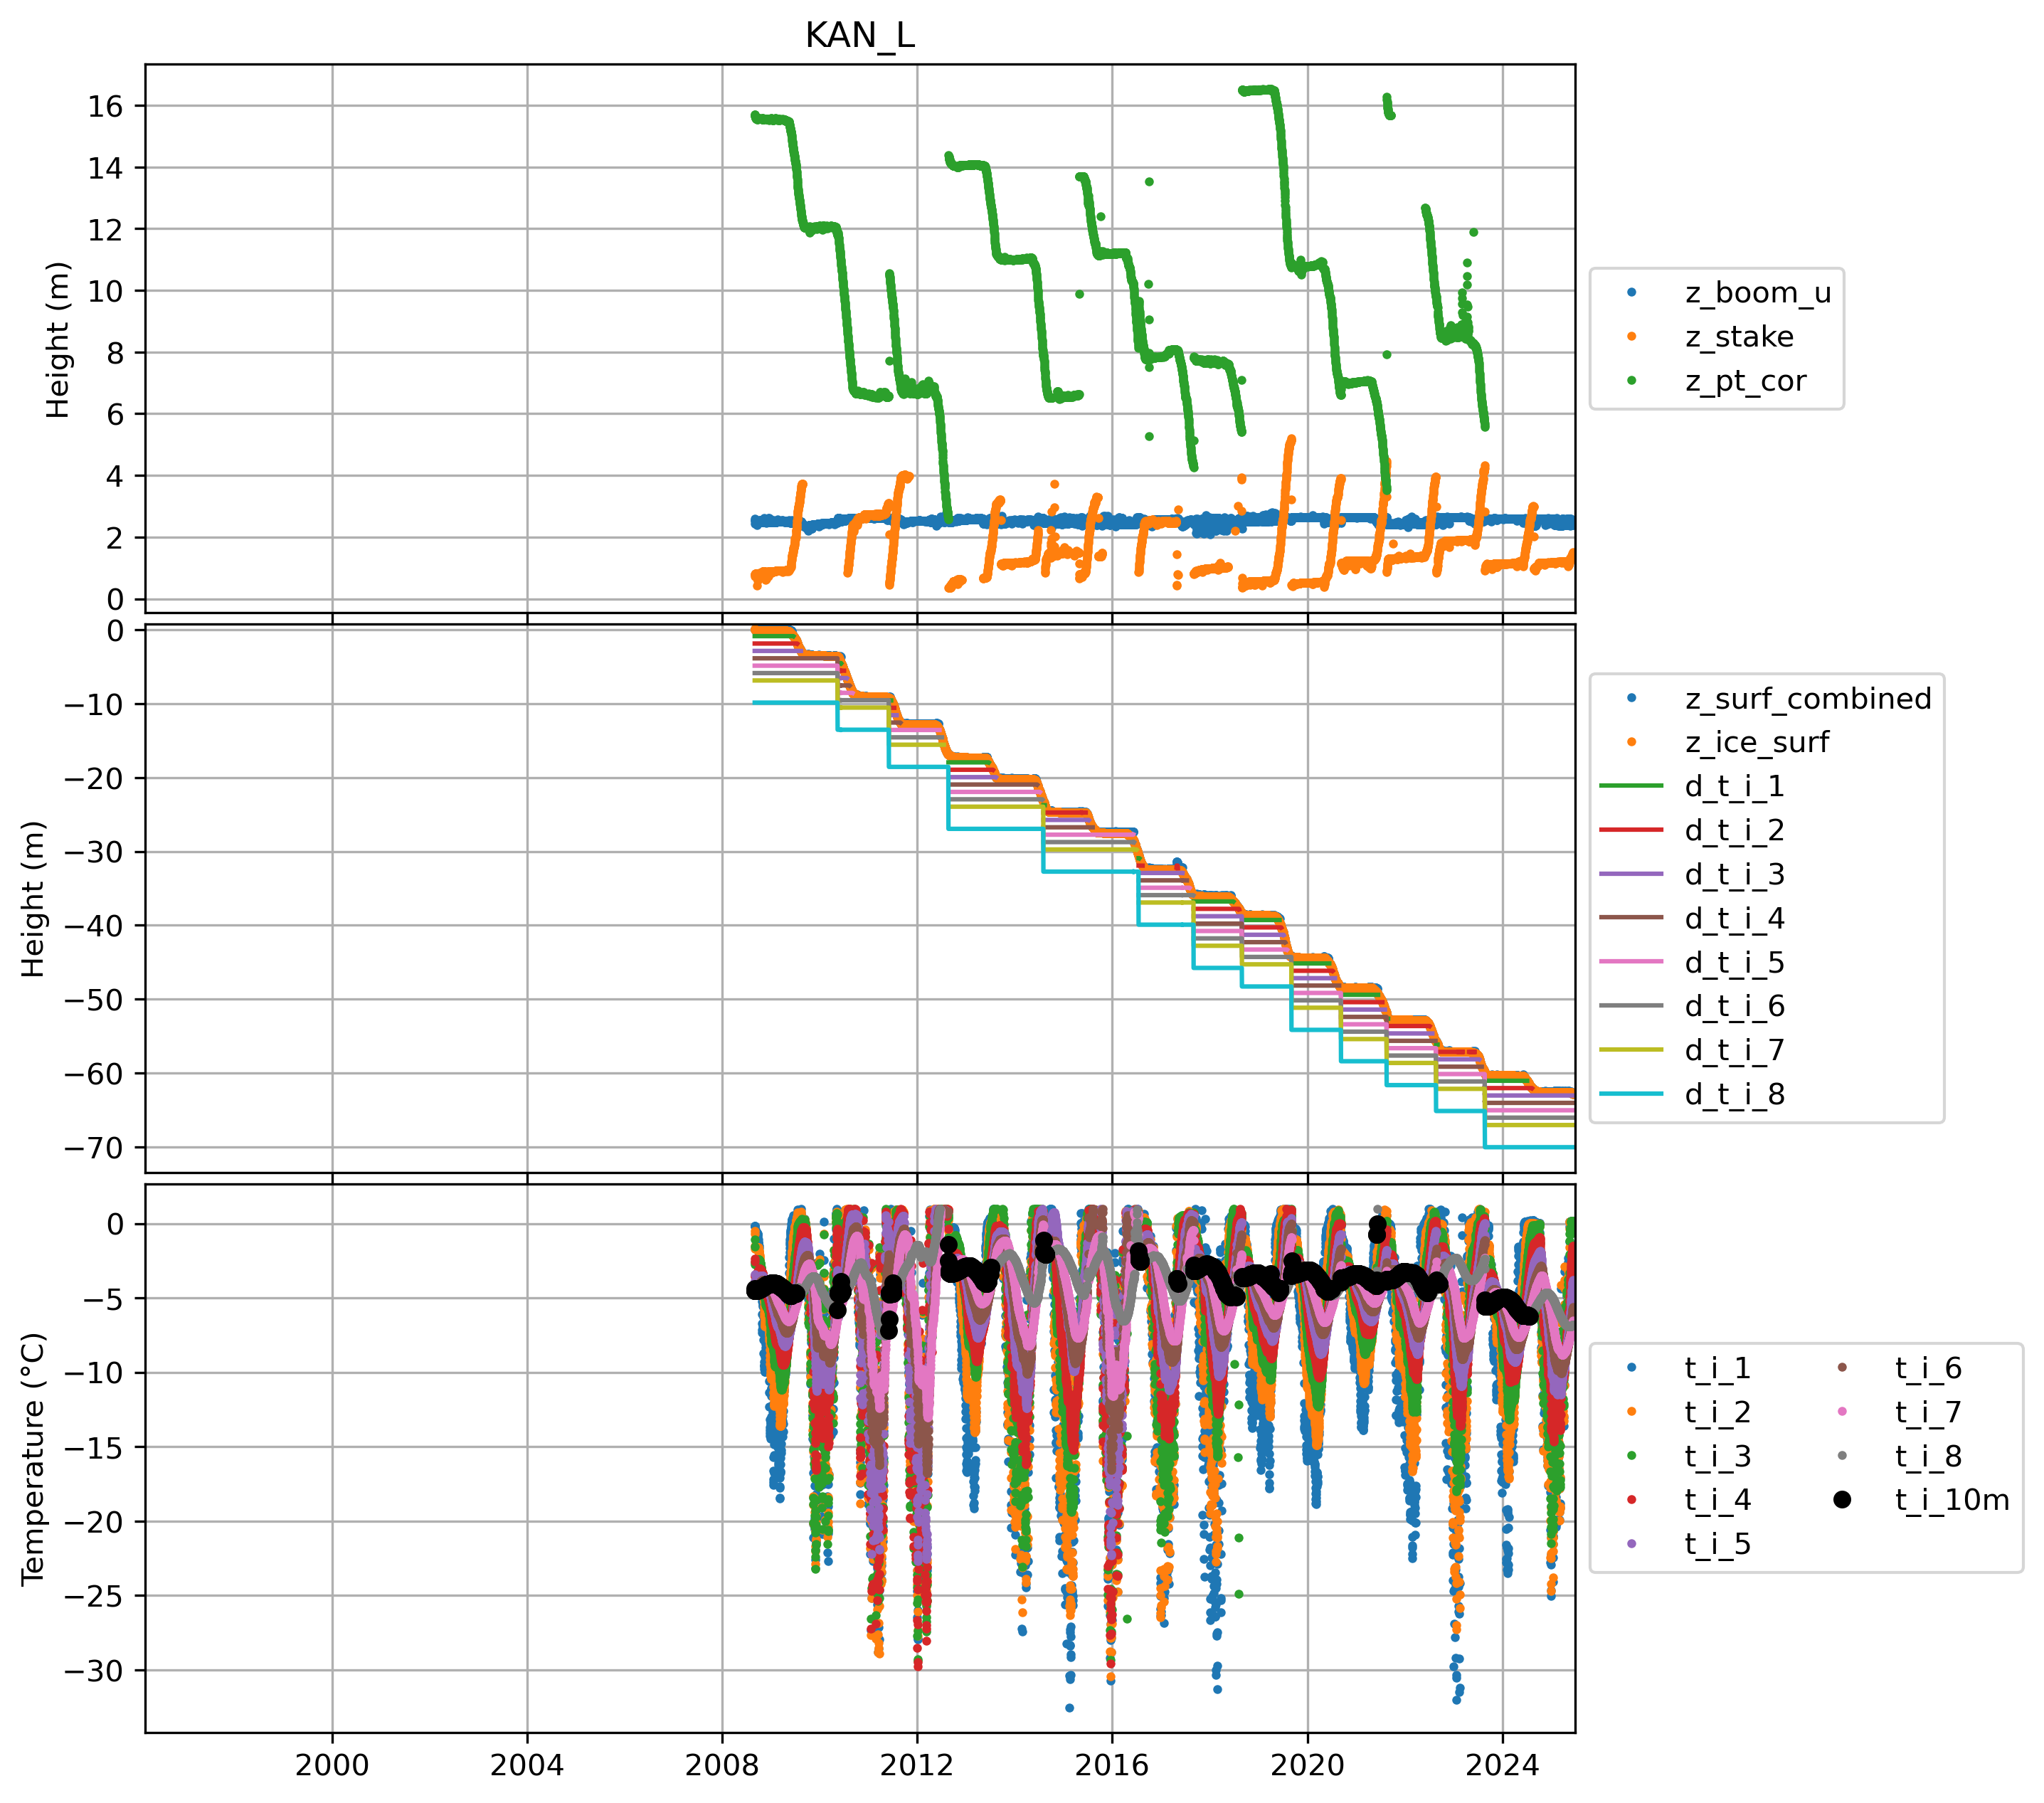 KAN_L
16
14
12
10
8
6
4
2
0
Height (m)
z_boom_u
z_stake
z_pt_cor
0
−10
−20
−30
−40
−50
−60
−70
Height (m)
z_surf_combined
z_ice_surf
d_t_i_1
d_t_i_2
d_t_i_3
d_t_i_4
d_t_i_5
d_t_i_6
d_t_i_7
d_t_i_8
0
−5
−10
−15
−20
−25
−30
Temperature (°C)
t_i_1
t_i_2
t_i_3
t_i_4
t_i_5
t_i_6
t_i_7
t_i_8
t_i_10m
2000 2004 2008 2012 2016 2020 2024